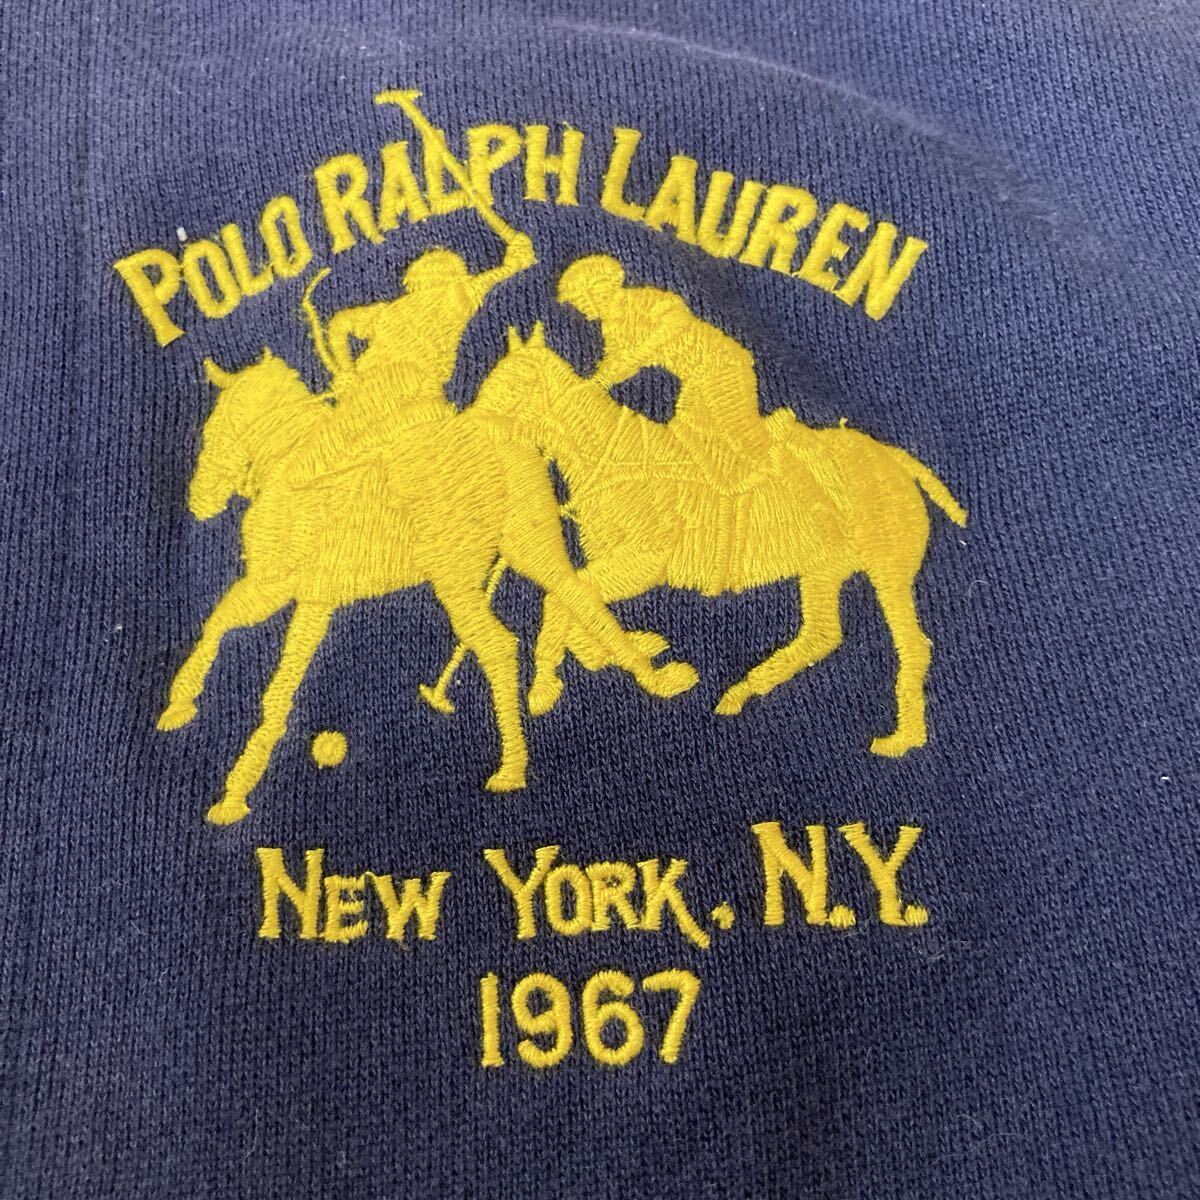 POLO RALPH LAUREN
NEW YORK, N.Y.
1967